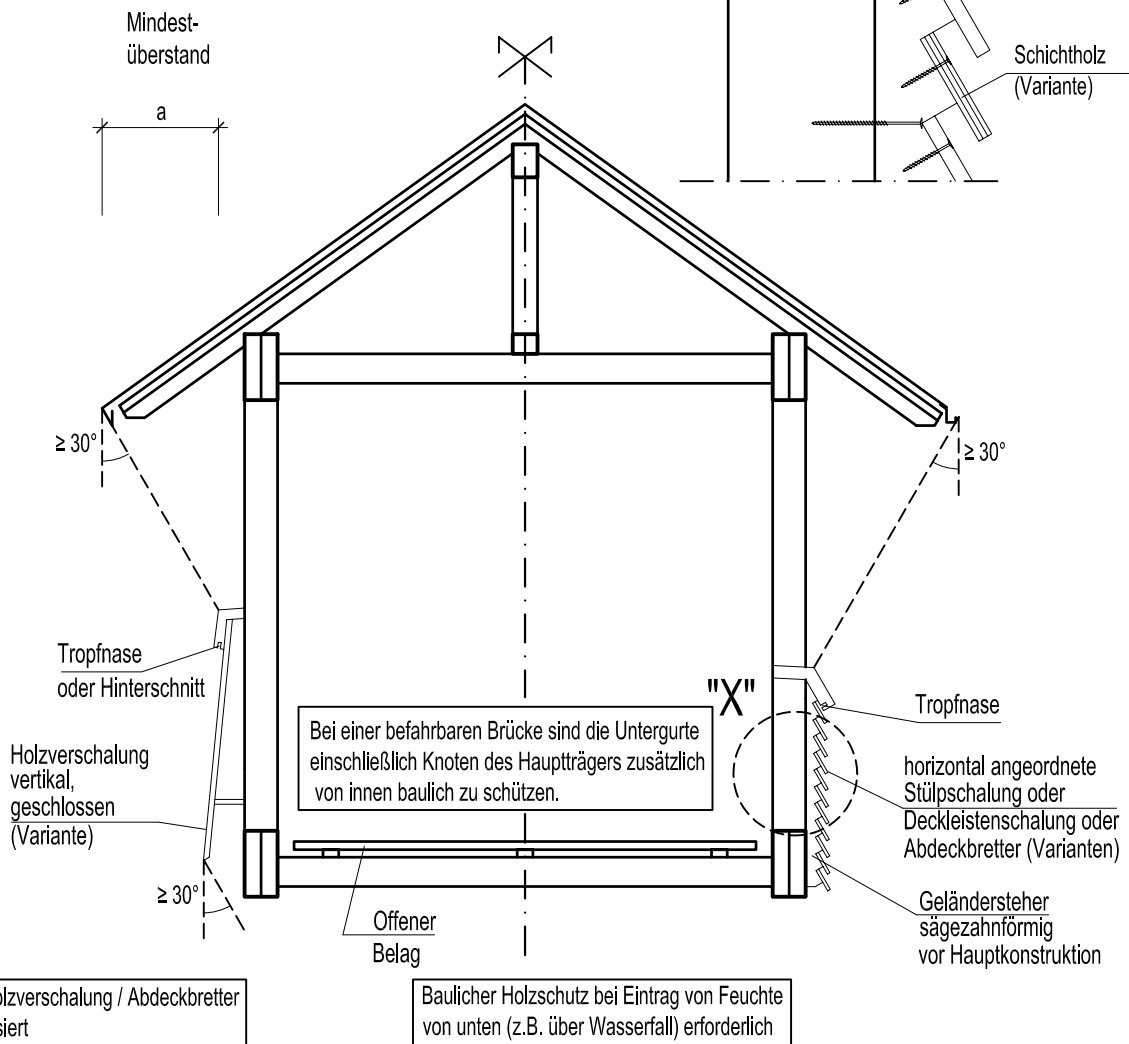 Mindest-
überstand
a
Schichtholz
(Variante)
≥ 30°
≥ 30°
Tropfnase
oder Hinterschnitt
"X"
Tropfnase
Bei einer befahrbaren Brücke sind die Untergurte
einschließlich Knoten des Hauptträgers zusätzlich
von innen baulich zu schützen.
Holzverschalung
vertikal,
geschlossen
(Variante)
horizontal angeordnete
Stülpschalung oder
Deckleistenschalung oder
Abdeckbretter (Varianten)
≥ 30°
Offener
Belag
Geländersteher
sägezahnförmig
vor Hauptkonstruktion
olzverschalung / Abdeckbretter
siert
Baulicher Holzschutz bei Eintrag von Feuchte
von unten (z.B. über Wasserfall) erforderlich